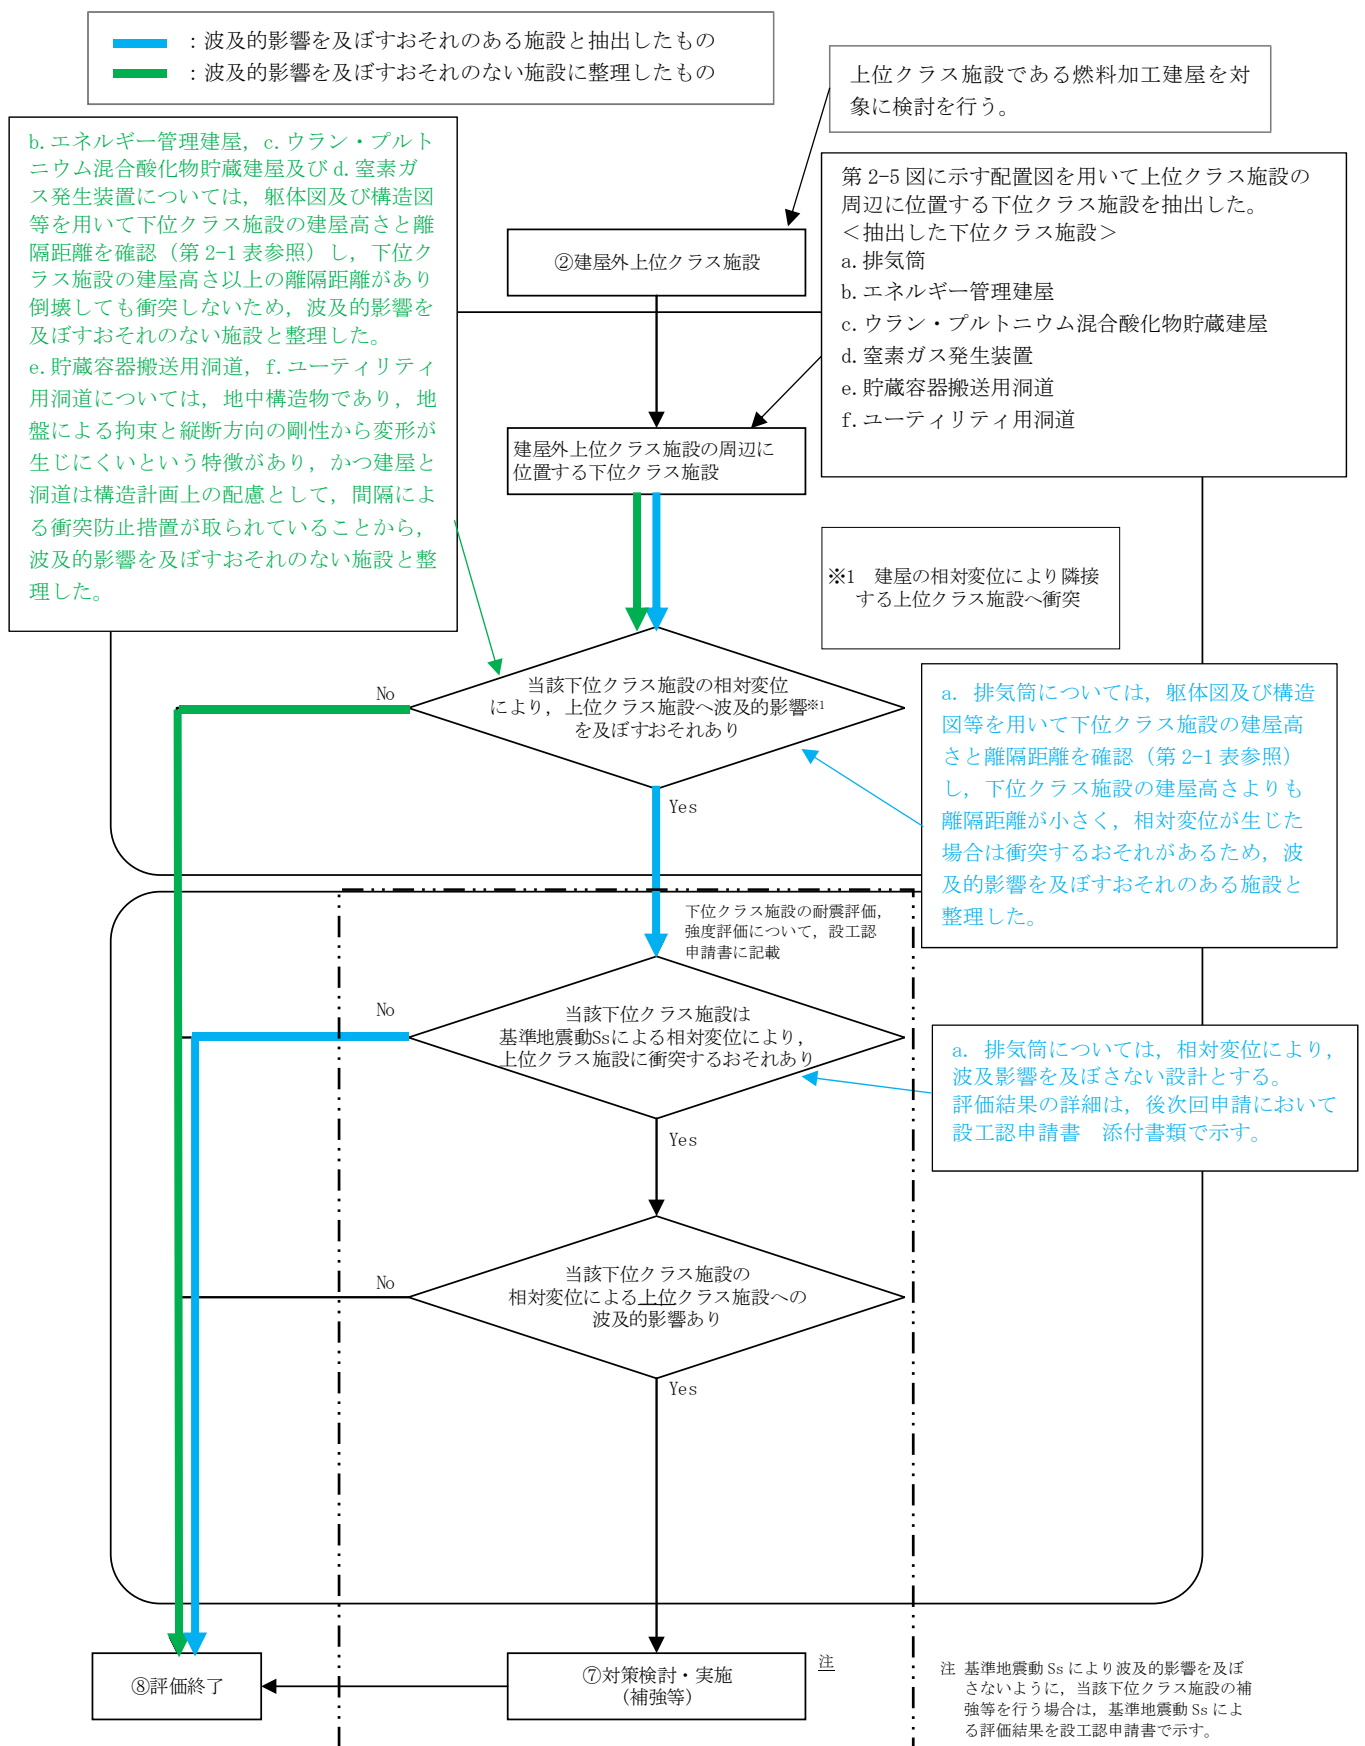 ：波及的影響を及ぼすおそれのある施設と抽出したもの
：波及的影響を及ぼすおそれのない施設に整理したもの
上位クラス施設である燃料加工建屋を対
象に検討を行う。
b.エネルギー管理建屋，c.ウラン・プルト
ニウム混合酸化物貯蔵建屋及びd.窒素ガ
ス発生装置については，躯体図及び構造図
等を用いて下位クラス施設の建屋高さと離
隔距離を確認（第2-1表参照）し，下位ク
ラス施設の建屋高さ以上の離隔距離があり
倒壊しても衝突しないため，波及的影響を
及ぼすおそれのない施設と整理した。
e.貯蔵容器搬送用洞道，f.ユーティリティ
用洞道については，地中構造物であり，地
盤による拘束と縦断方向の剛性から変形が
生じにくいという特徴があり，かつ建屋と
洞道は構造計画上の配慮として，間隔によ
る衝突防止措置が取られていることから，
波及的影響を及ぼすおそれのない施設と整
理した。
第2-5図に示す配置図を用いて上位クラス施設の
周辺に位置する下位クラス施設を抽出した。
＜抽出した下位クラス施設＞
a.排気筒
b.エネルギー管理建屋
c.ウラン・プルトニウム混合酸化物貯蔵建屋
d.窒素ガス発生装置
e.貯蔵容器搬送用洞道
f.ユーティリティ用洞道
②建屋外上位クラス施設
建屋外上位クラス施設の周辺に
位置する下位クラス施設
※1　建屋の相対変位により隣接
する上位クラス施設へ衝突
当該下位クラス施設の相対変位
により，上位クラス施設へ波及的影響※1
を及ぼすおそれあり
No
Yes
a. 排気筒については，躯体図及び構造
図等を用いて下位クラス施設の建屋高
さと離隔距離を確認（第2-1表参照）
し，下位クラス施設の建屋高さよりも
離隔距離が小さく，相対変位が生じた
場合は衝突するおそれがあるため，波
及的影響を及ぼすおそれのある施設と
整理した。
下位クラス施設の耐震評価，
強度評価について，設工認
申請書に記載
当該下位クラス施設は
基準地震動Ssによる相対変位により，
上位クラス施設に衝突するおそれあり
No
Yes
a. 排気筒については，相対変位により，
波及影響を及ぼさない設計とする。
評価結果の詳細は，後次回申請において
設工認申請書　添付書類で示す。
当該下位クラス施設の
相対変位による上位クラス施設への
波及的影響あり
No
Yes
⑧評価終了
⑦対策検討・実施
（補強等）
注
注 基準地震動Ssにより波及的影響を及ぼ
さないように，当該下位クラス施設の補
強等を行う場合は，基準地震動Ssによ
る評価結果を設工認申請書で示す。